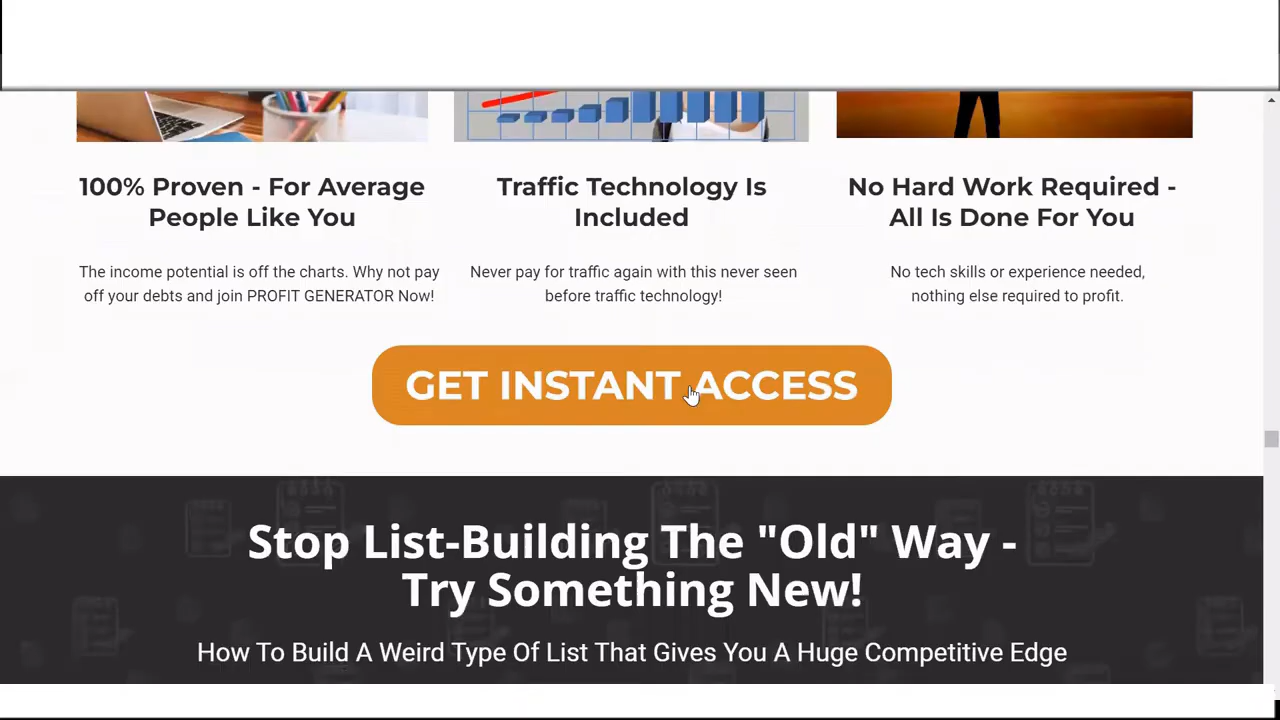 100% Proven - For Average
People Like You
The income potential is off the charts. Why not pay
off your debts and join PROFIT GENERATOR Now!
Traffic Technology Is
Included
Never pay for traffic again with this never seen
before traffic technology!
No Hard Work Required -
All Is Done For You
No tech skills or experience needed,
nothing else required to profit.
GET INSTANT ACCESS
Stop List-Building The "Old" Way -
Try Something New!
How To Build A Weird Type Of List That Gives You A Huge Competitive Edge